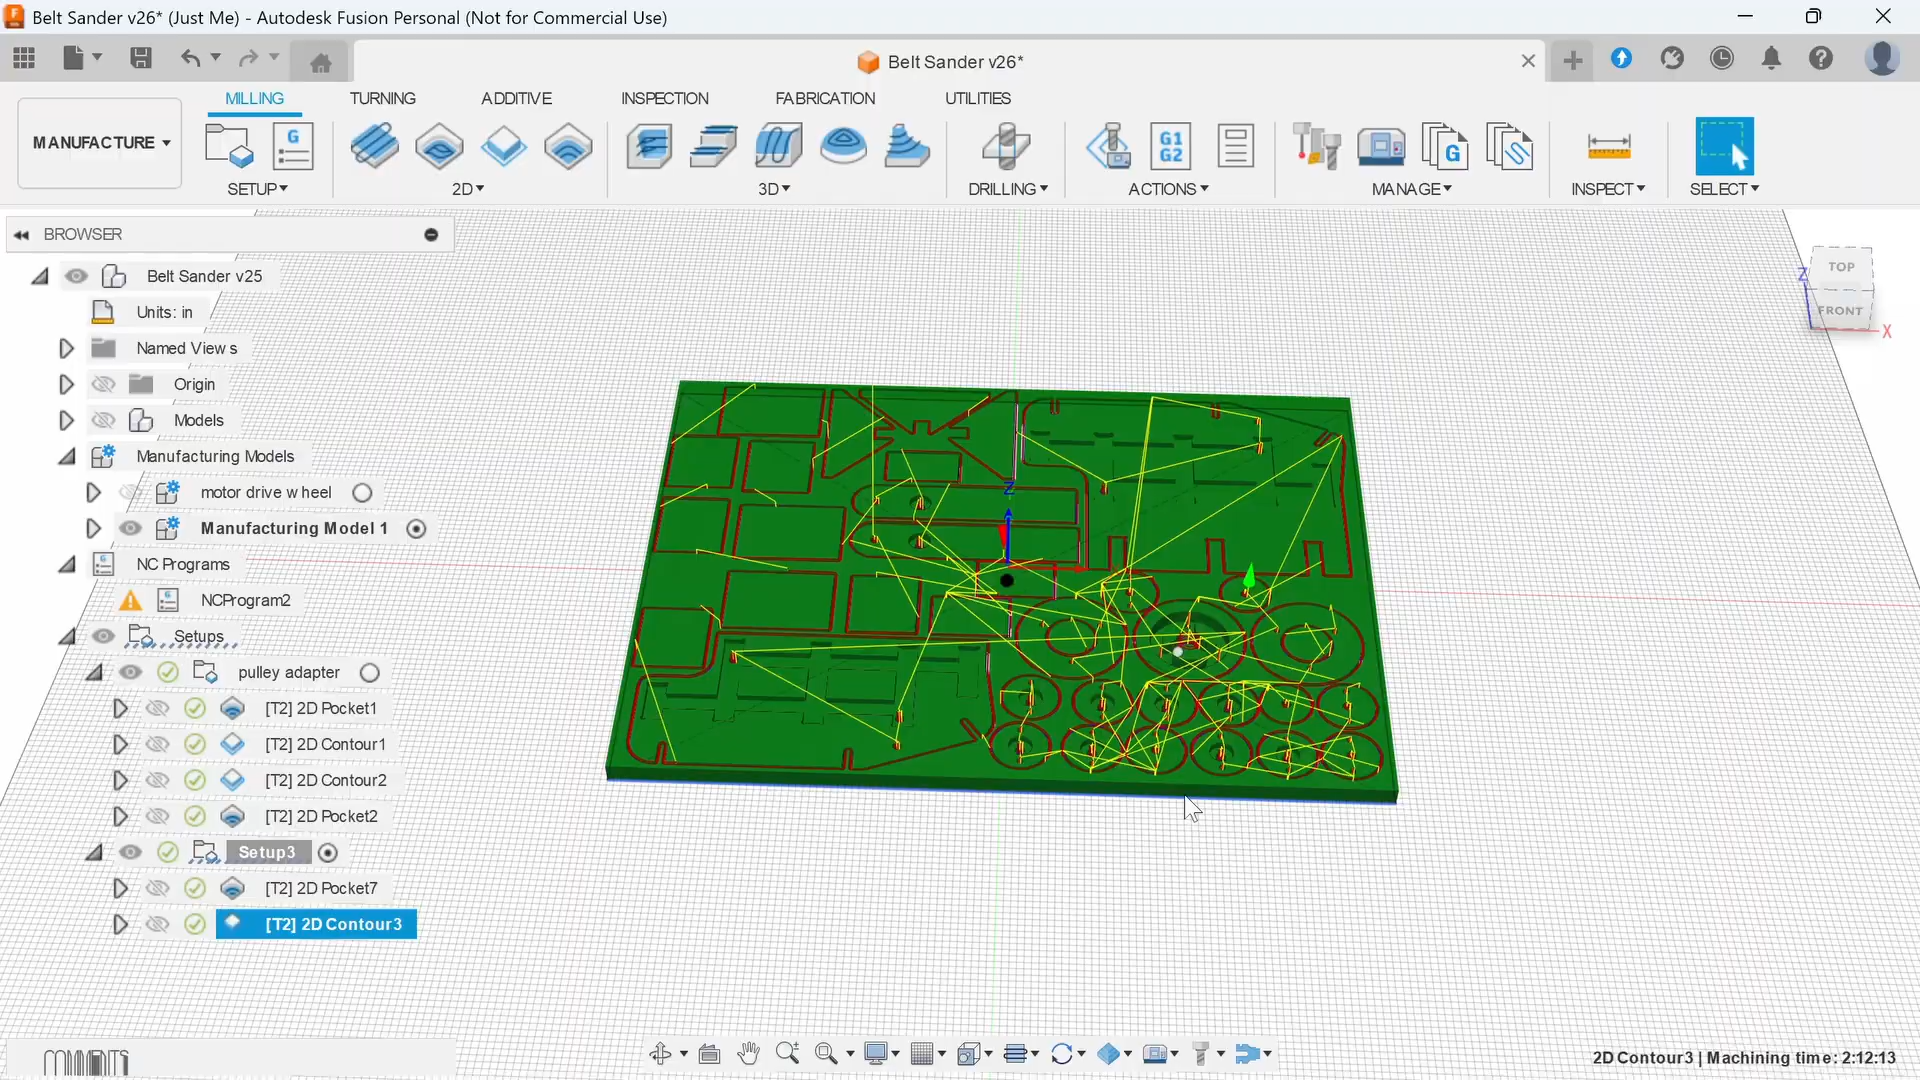 Belt Sander v26* (Just Me) - Autodesk Fusion Personal (Not for Commercial Use)
Belt Sander v26*
MILLING TURNING ADDITIVE INSPECTION FABRICATION UTILITIES
MANUFACTURE
G
G1
G2
G
SETUP 2D 3D DRILLING ACTIONS MANAGE INSPECT SELECT
BROWSER
Belt Sander v25
Units: in
Named Views
Origin
Models
Manufacturing Models
motor drive wheel
Manufacturing Model 1
NC Programs
NCProgram2
Setups
pulley adapter
[T2] 2D Pocket1
[T2] 2D Contour1
[T2] 2D Contour2
[T2] 2D Pocket2
Setup3
[T2] 2D Pocket7
[T2] 2D Contour3
TOP
Z
FRONT
X
Z
COMMENTS
2D Contour3 | Machining time: 2:12:13